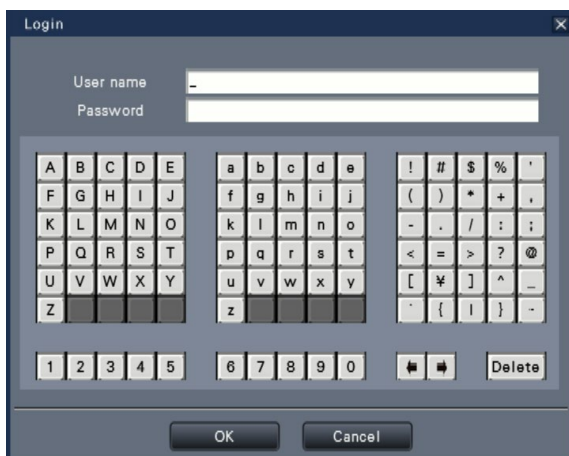 Login
User name _
Password
A B C D E a b c d e ! # $ % '
F G H I J f g h i j ( ) * + ,
K L M N O k l m n o - . / : ;
P Q R S T p q r s t < = > ? @
U V W X Y u v w x y [ ¥ ] ^ _
Z z ` { | } -
1 2 3 4 5 6 7 8 9 0 Delete
OK Cancel